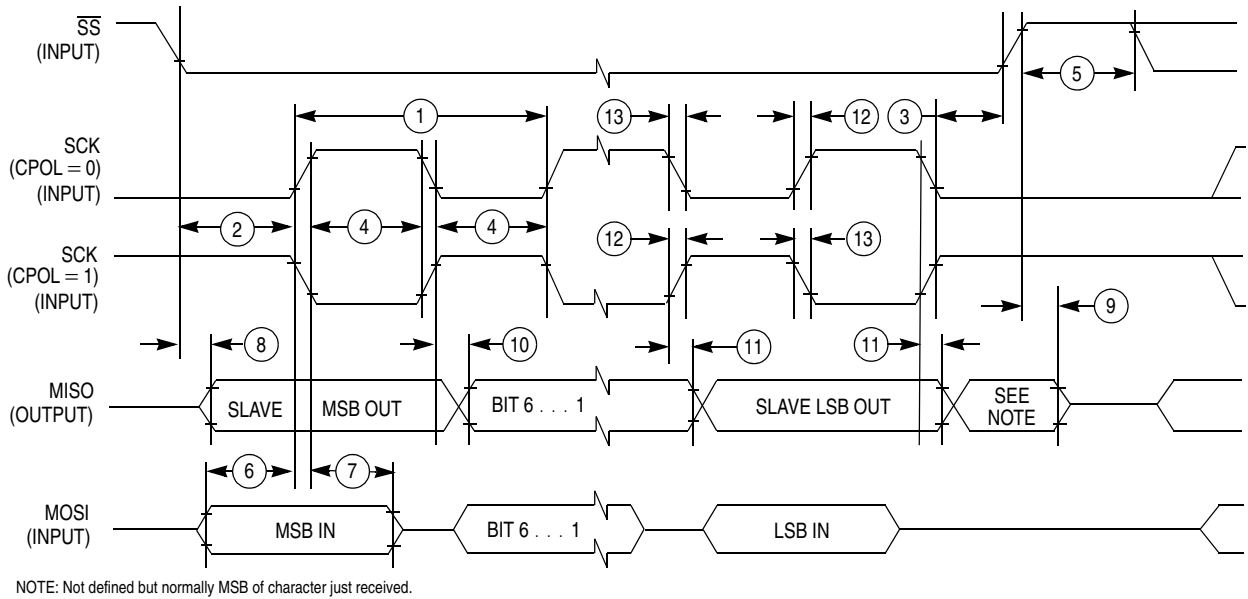 SS
(INPUT)
5
1
13
12
3
SCK
(CPOL = 0)
(INPUT)
2
4
4
12
13
SCK
(CPOL = 1)
(INPUT)
9
8
10
11
11
MISO
(OUTPUT)
SLAVE
MSB OUT
BIT 6 . . . 1
SLAVE LSB OUT
SEE
NOTE
6
7
MOSI
(INPUT)
MSB IN
BIT 6 . . . 1
LSB IN
NOTE: Not defined but normally MSB of character just received.